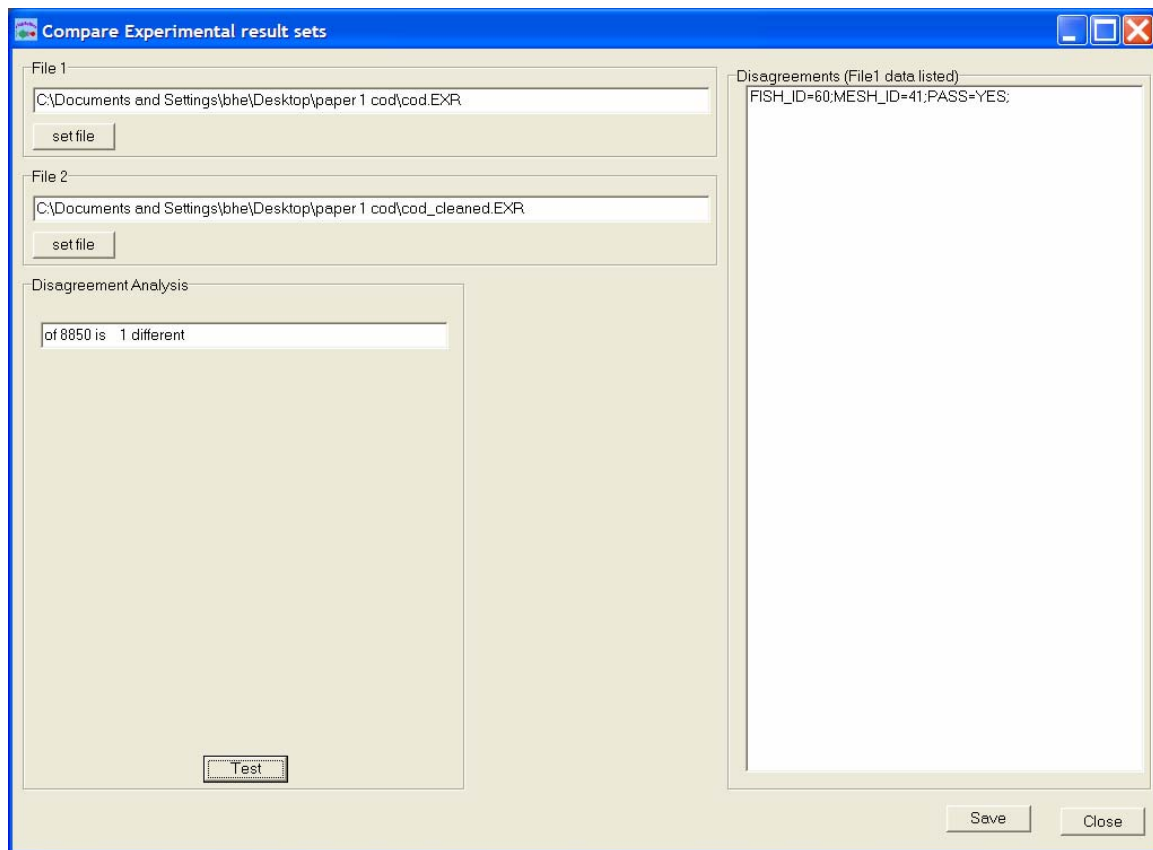 Compare Experimental result sets
File 1
C:\Documents and Settings\bhe\Desktop\paper 1 cod\cod.EXR
set file
File 2
C:\Documents and Settings\bhe\Desktop\paper 1 cod\cod_cleaned.EXR
set file
Disagreement Analysis
of 8850 is 1 different
Test
Disagreements (File1 data listed)
FISH_ID=60;MESH_ID=41;PASS=YES;
Save
Close